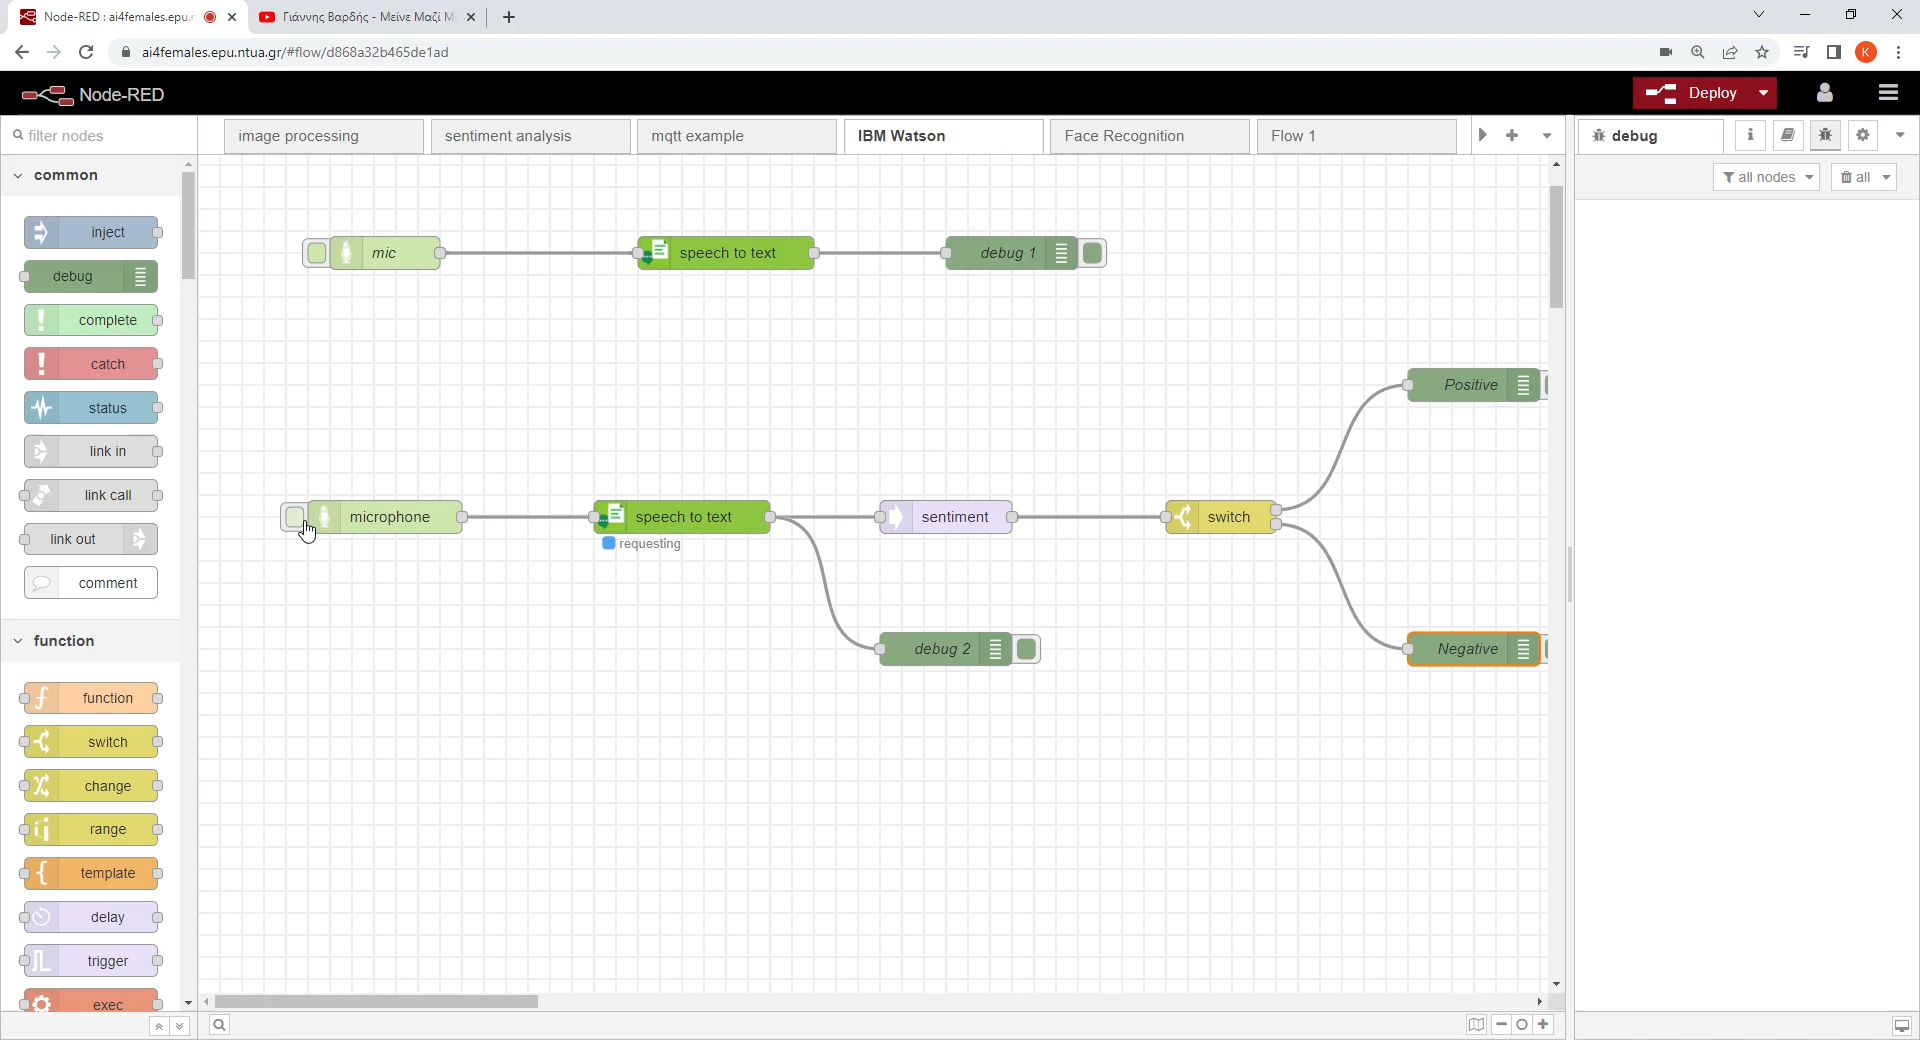 Node-RED : ai4females.epu.n
Γιάννης Βαρδής - Μείνε Μαζί Μ
ai4females.epu.ntua.gr/#flow/d868a32b465de1ad
K
Node-RED
Deploy
filter nodes
image processing
sentiment analysis
mqtt example
IBM Watson
Face Recognition
Flow 1
debug
i
all nodes
all
common
inject
debug
complete
catch
status
link in
link call
link out
comment
function
function
switch
change
range
template
delay
trigger
exec
mic
speech to text
debug 1
Positive
microphone
speech to text
requesting
sentiment
switch
debug 2
Negative